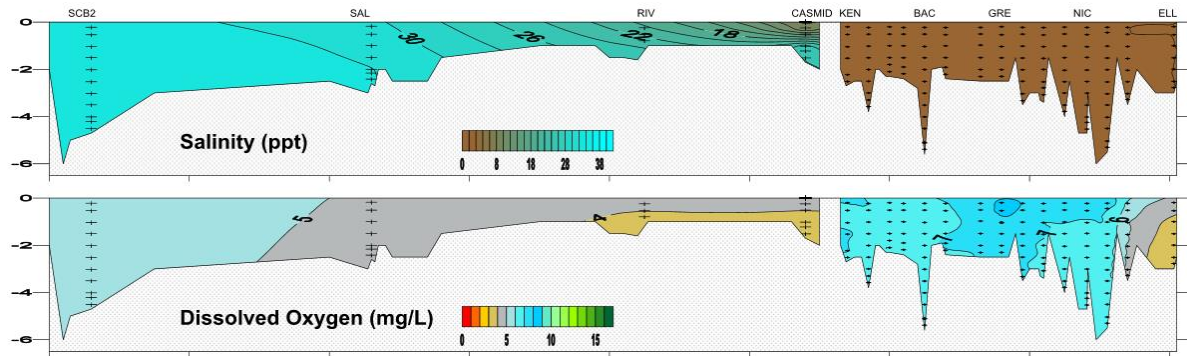 SCB2 SAL RIV CASMID KEN BAC GRE NIC ELL
0
30 26 22 18
-2
-4
Salinity (ppt)
0 8 18 28 38
-6
0
5 4 7 7 6
-2
-4
Dissolved Oxygen (mg/L)
0 5 10 15
-6